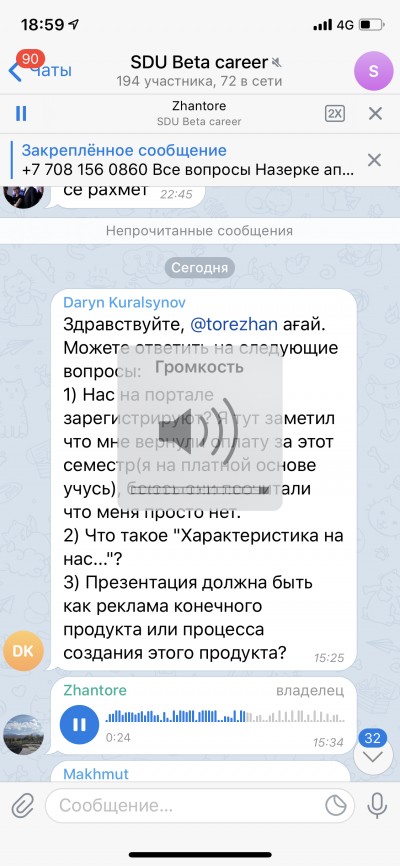 18:59
4G
90
Чаты
SDU Beta career
194 участника, 72 в сети
S
Zhantore
SDU Beta career
2X
Закреплённое сообщение
+7 708 156 0860 Все вопросы Назерке ап...
се рахмет 22:45
Непрочитанные сообщения
Сегодня
Daryn Kuralsynov
Здравствуйте, @torezhan ағай.
Можете ответить на следующие
вопросы:
Громкость
1) Нас на портале
зарегистрируют? Я тут заметил
что мне вернули оплату за этот
семестр(я на платной основе
учусь), боюсь они посчитали
что меня просто нет.
2) Что такое "Характеристика на
нас..."?
3) Презентация должна быть
как реклама конечного
продукта или процесса
создания этого продукта?
15:25
DK
Zhantore владелец
0:24
15:34
32
Makhmut
Сообщение...